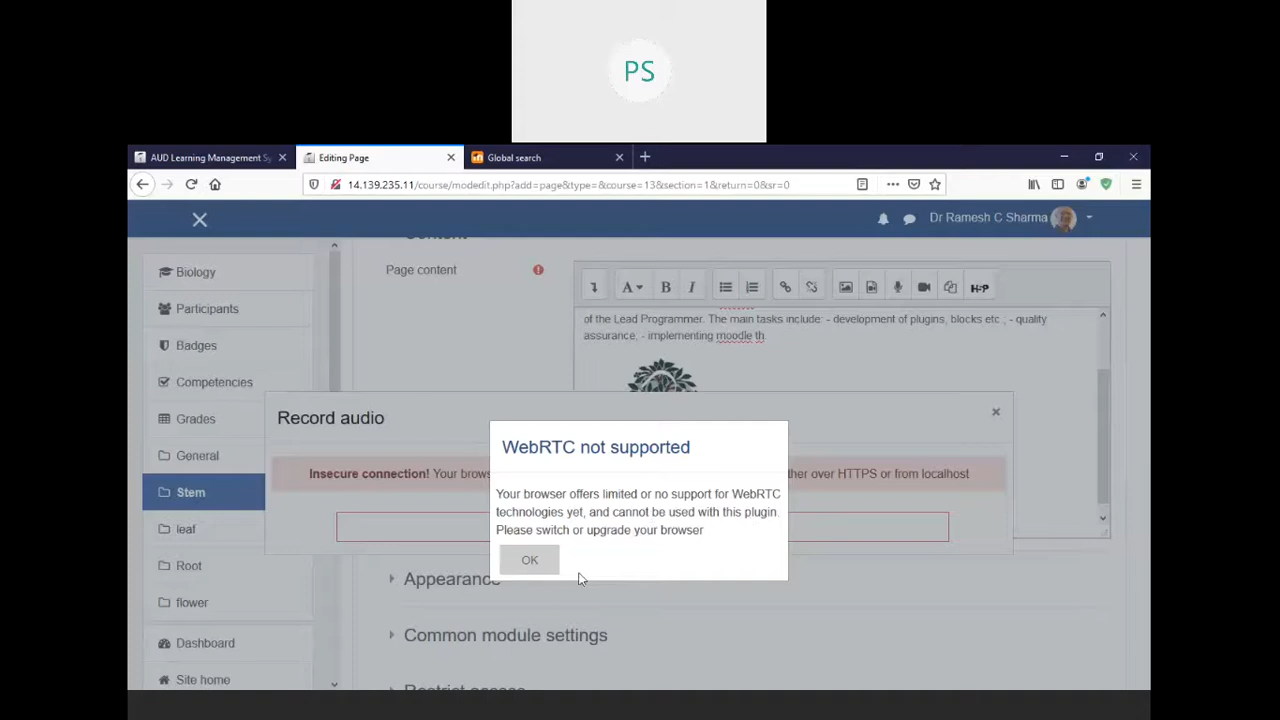 PS
AUD Learning Management Sy
Editing Page
Global search
14.139.235.11/course/modedit.php?add=page&type=&course=13&section=1&return=0&sr=0
Dr Ramesh C Sharma
Content
Biology
Participants
Badges
Competencies
Grades
General
Stem
leaf
Root
flower
Dashboard
Site home
Page content
A B I
H-P
of the Lead Programmer. The main tasks include: - development of plugins, blocks etc ; - quality
assurance, - implementing moodle th
Record audio
Insecure connection! Your brows
ther over HTTPS or from localhost
WebRTC not supported
Your browser offers limited or no support for WebRTC
technologies yet, and cannot be used with this plugin.
Please switch or upgrade your browser
OK
Appearance
Common module settings
Restrict access